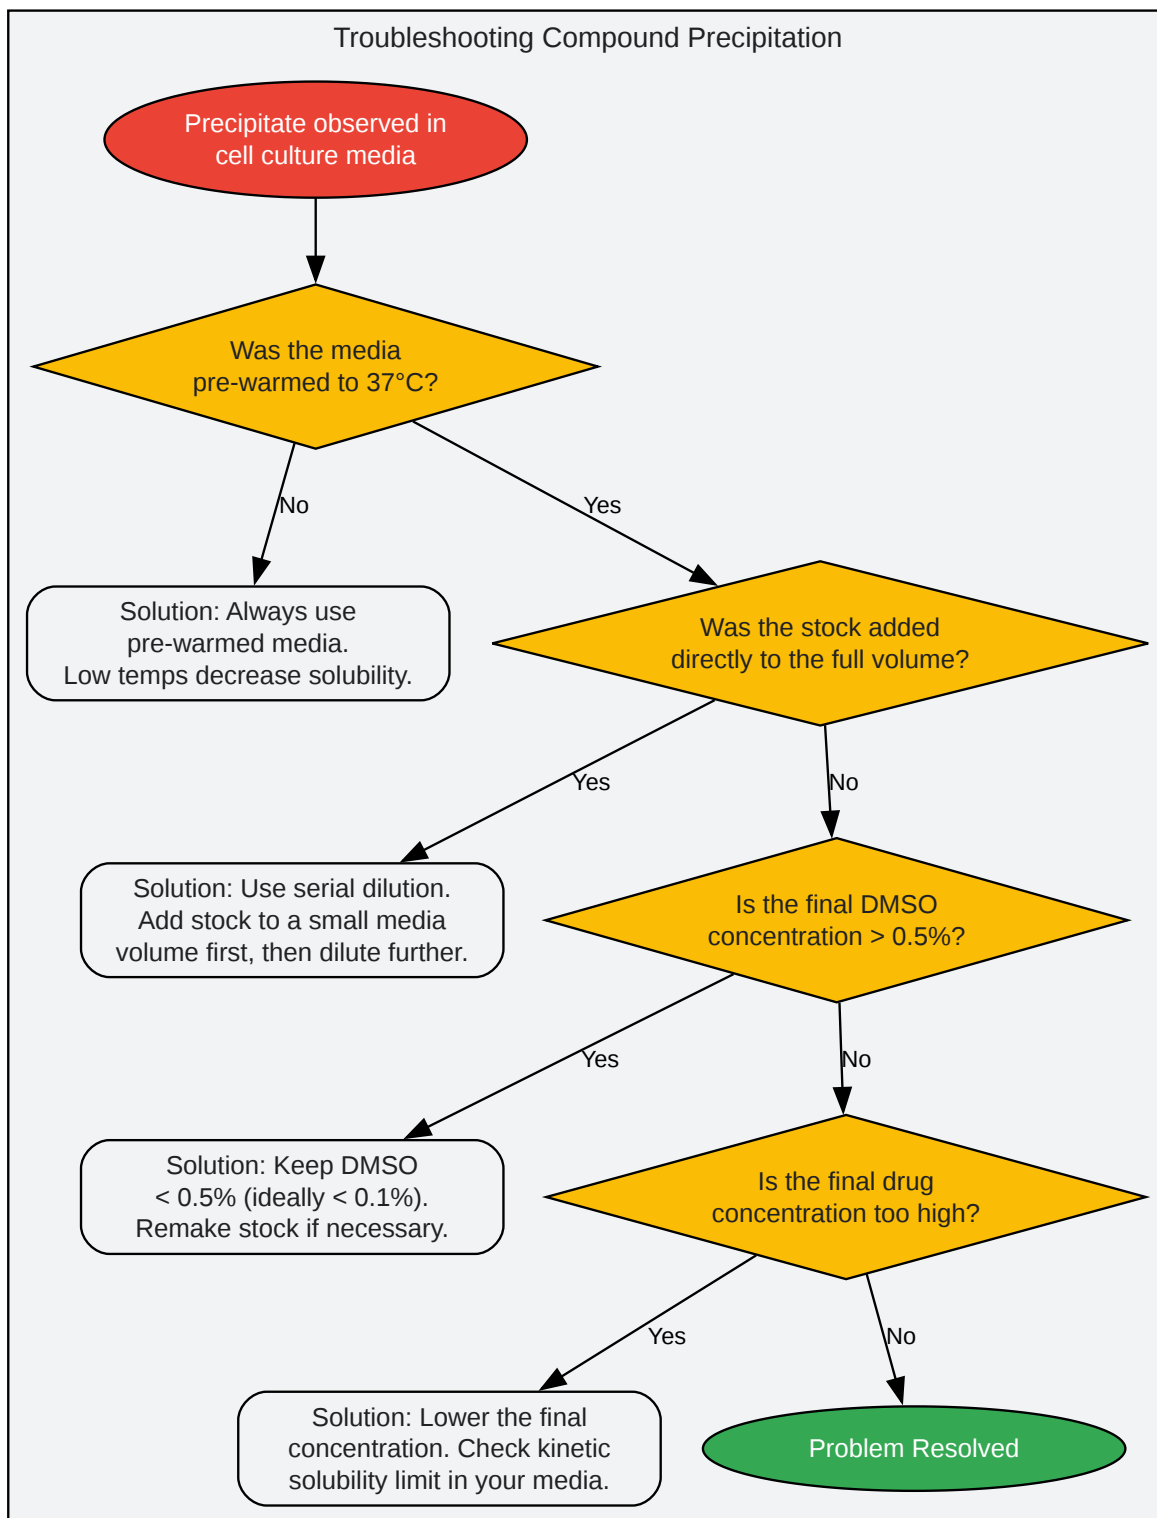 Troubleshooting Compound Precipitation
Precipitate observed in
cell culture media
Was the media
pre-warmed to 37°C?
No
Yes
Solution: Always use
pre-warmed media.
Low temps decrease solubility.
Was the stock added
directly to the full volume?
Yes
No
Solution: Use serial dilution.
Add stock to a small media
volume first, then dilute further.
Is the final DMSO
concentration > 0.5%?
Yes
No
Solution: Keep DMSO
< 0.5% (ideally < 0.1%).
Remake stock if necessary.
Is the final drug
concentration too high?
Yes
No
Solution: Lower the final
concentration. Check kinetic
solubility limit in your media.
Problem Resolved